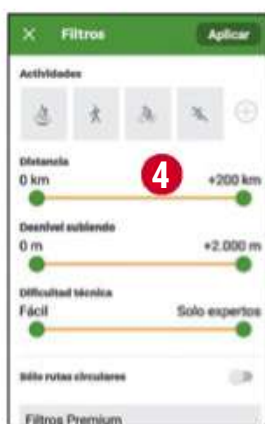 × Filtros Aplicar
Actividades
Distancia
0 km 4 +200 km
Desnivel subiendo
0 m +2.000 m
Dificultad técnica
Fácil Solo expertos
Sólo rutas circulares
Filtros Premium